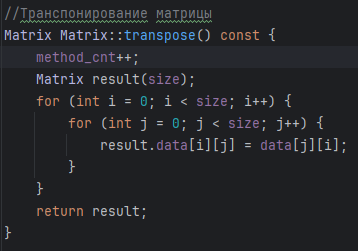 //Транспонирование матрицы
Matrix Matrix::transpose() const {
    method_cnt++;
    Matrix result(size);
    for (int i = 0; i < size; i++) {
        for (int j = 0; j < size; j++) {
            result.data[i][j] = data[j][i];
        }
    }
    return result;
}